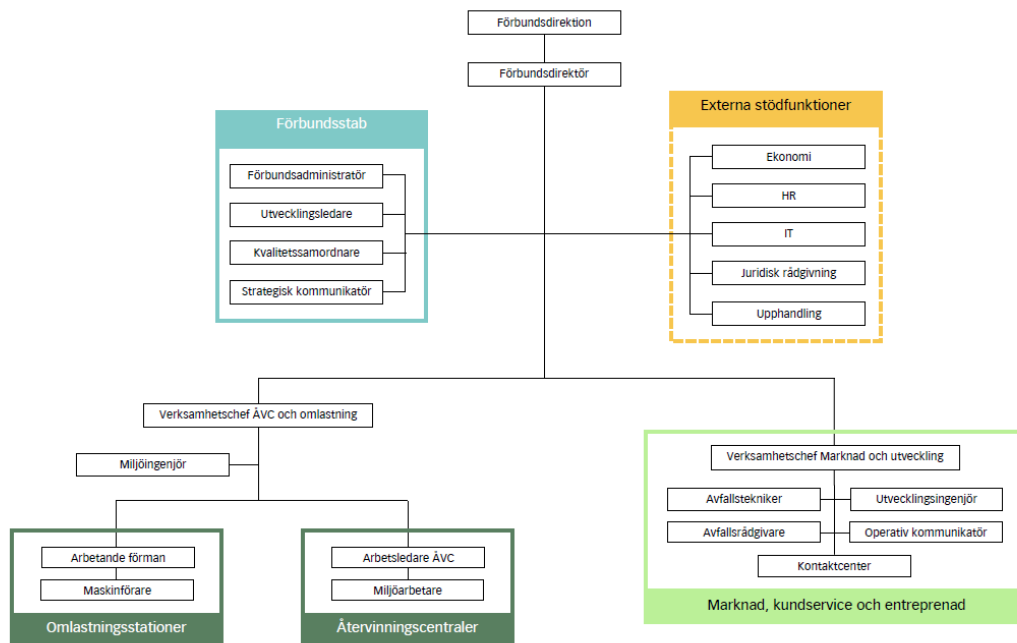 Förbundsdirektion
Förbundsdirektör
Förbundsstab
Förbundsadministratör
Utvecklingsledare
Kvalitetssamordnare
Strategisk kommunikatör
Externa stödfunktioner
Ekonomi
HR
IT
Juridisk rådgivning
Upphandling
Verksamhetschef ÅVC och omlastning
Miljöingenjör
Arbetande förman
Maskinförare
Omlastningsstationer
Arbetsledare ÅVC
Miljöarbetare
Återvinningscentraler
Verksamhetschef Marknad och utveckling
Avfallstekniker
Utvecklingsingenjör
Avfallsrådgivare
Operativ kommunikatör
Kontaktcenter
Marknad, kundservice och entreprenad